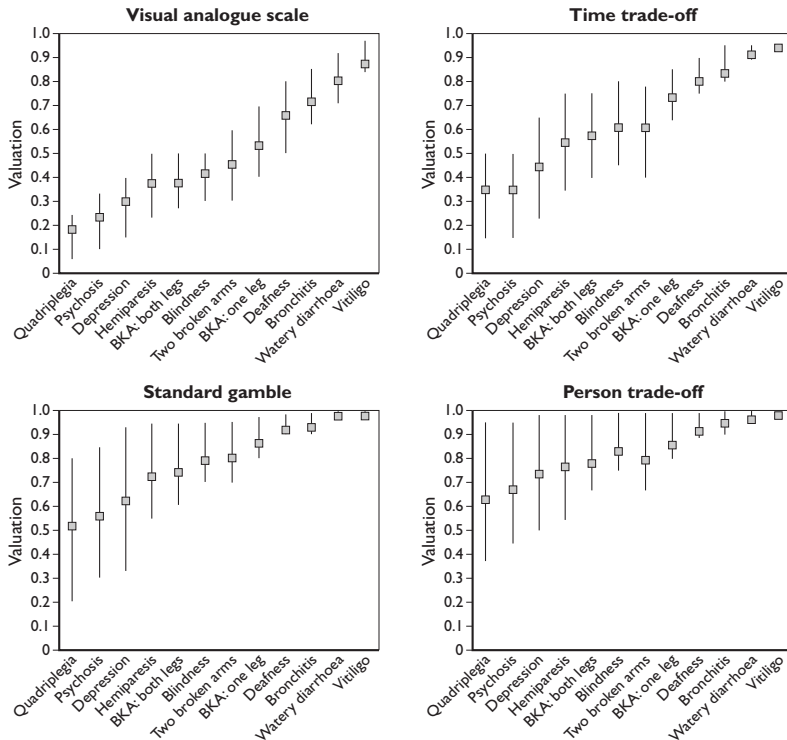 Visual analogue scale
Valuation
1.0
0.9
0.8
0.7
0.6
0.5
0.4
0.3
0.2
0.1
0
Quadriplegia
Psychosis
Depression
Hemiparesis
BKA: both legs
Blindness
Two broken arms
BKA: one leg
Deafness
Bronchitis
Watery diarrhoea
Vitiligo
Time trade-off
Valuation
1.0
0.9
0.8
0.7
0.6
0.5
0.4
0.3
0.2
0.1
0
Quadriplegia
Psychosis
Depression
Hemiparesis
BKA: both legs
Blindness
Two broken arms
BKA: one leg
Deafness
Bronchitis
Watery diarrhoea
Vitiligo
Standard gamble
Valuation
1.0
0.9
0.8
0.7
0.6
0.5
0.4
0.3
0.2
0.1
0
Quadriplegia
Psychosis
Depression
Hemiparesis
BKA: both legs
Blindness
Two broken arms
BKA: one leg
Deafness
Bronchitis
Watery diarrhoea
Vitiligo
Person trade-off
Valuation
1.0
0.9
0.8
0.7
0.6
0.5
0.4
0.3
0.2
0.1
0
Quadriplegia
Psychosis
Depression
Hemiparesis
BKA: both legs
Blindness
Two broken arms
BKA: one leg
Deafness
Bronchitis
Watery diarrhoea
Vitiligo